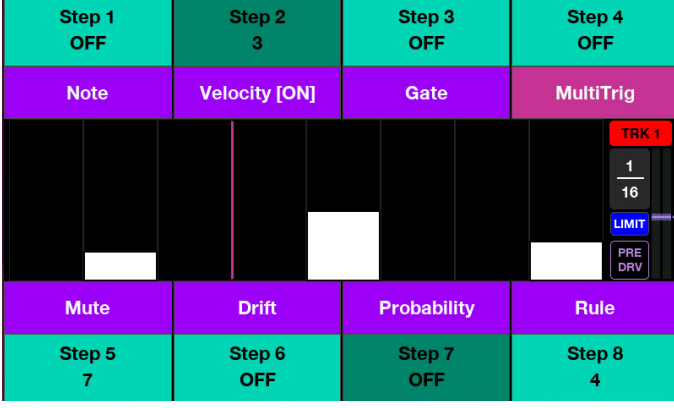 Step 1 Step 2 Step 3 Step 4
OFF 3 OFF OFF
Note Velocity [ON] Gate MultiTrig
TRK 1
1
16
LIMIT
PRE
DRV
Mute Drift Probability Rule
Step 5 Step 6 Step 7 Step 8
7 OFF OFF 4